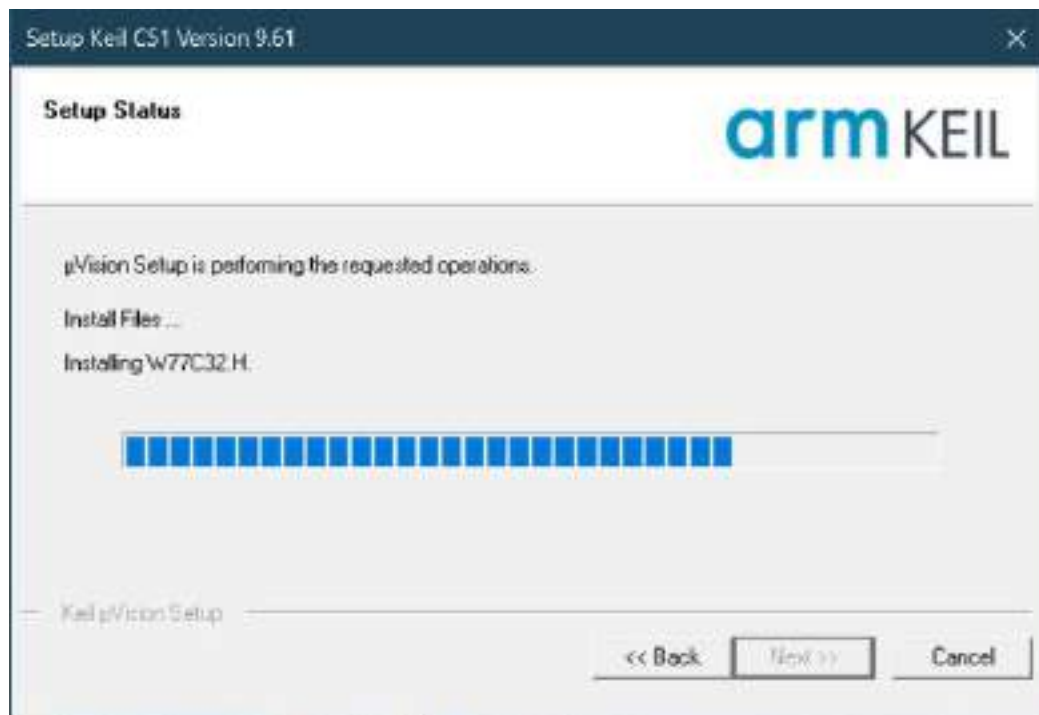 Setup Keil C51 Version 9.61
Setup Status
arm KEIL
µVision Setup is performing the requested operations.
Install Files ...
Installing W77C32.H.
Keil µVision Setup
<< Back
Next >>
Cancel